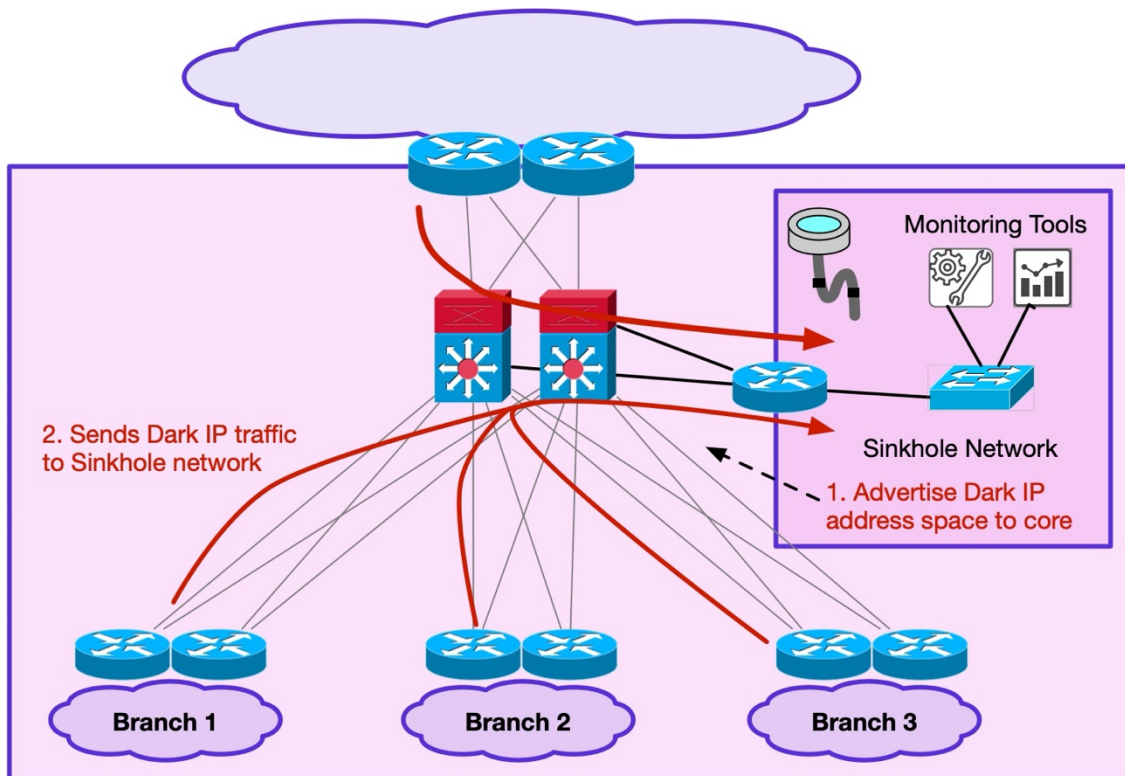 Monitoring Tools
2. Sends Dark IP traffic
to Sinkhole network
Sinkhole Network
1. Advertise Dark IP
address space to core
Branch 1
Branch 2
Branch 3